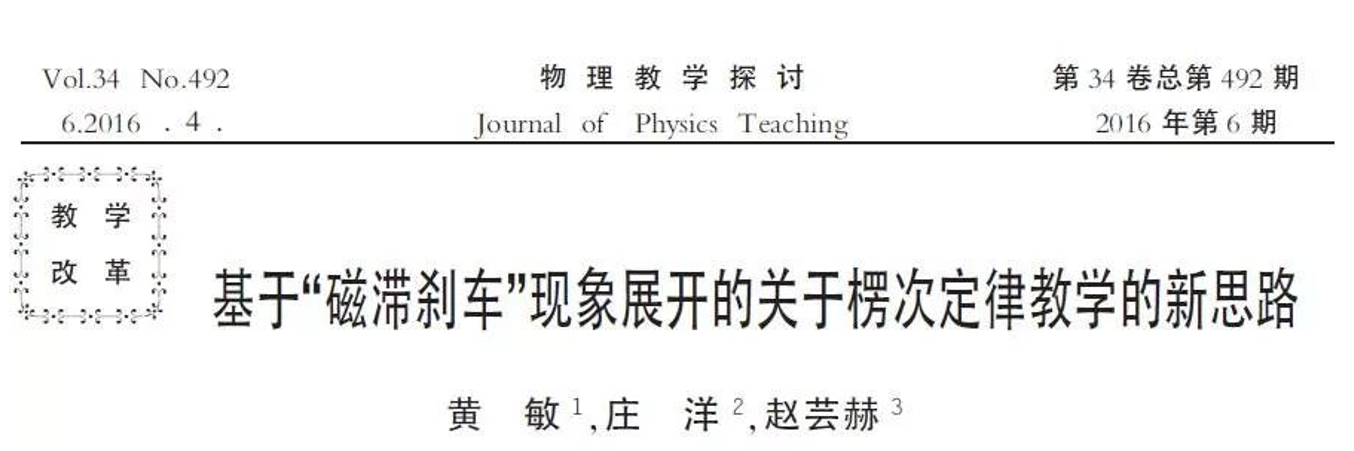 Vol.34 No.492 物理教学探讨 第 34 卷总第 492 期
6.2016 . 4 . Journal of Physics Teaching 2016 年第 6 期
教 学
改 革
基于“磁滞刹车”现象展开的关于楞次定律教学的新思路
黄 敏1,庄 洋2,赵芸赫3